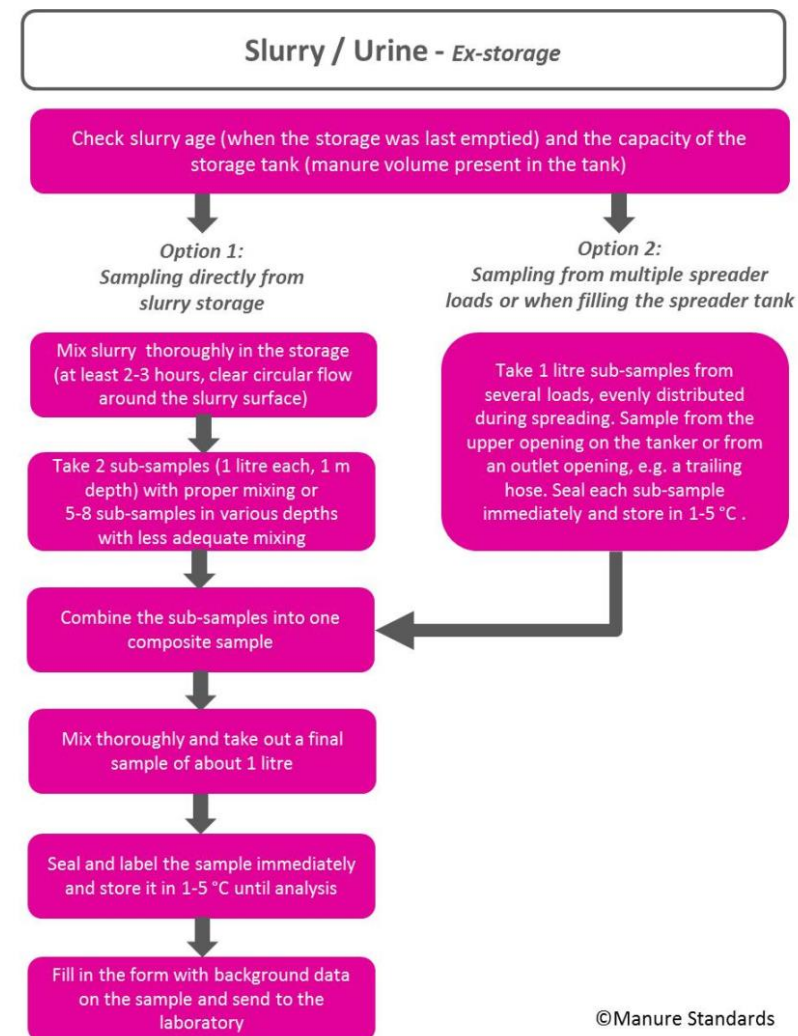 Slurry / Urine - Ex-storage
Check slurry age (when the storage was last emptied) and the capacity of the
storage tank (manure volume present in the tank)
Option 1:
Sampling directly from
slurry storage
Mix slurry thoroughly in the storage
(at least 2-3 hours, clear circular flow
around the slurry surface)
Take 2 sub-samples (1 litre each, 1 m
depth) with proper mixing or
5-8 sub-samples in various depths
with less adequate mixing
Option 2:
Sampling from multiple spreader
loads or when filling the spreader tank
Take 1 litre sub-samples from
several loads, evenly distributed
during spreading. Sample from the
upper opening on the tanker or from
an outlet opening, e.g. a trailing
hose. Seal each sub-sample
immediately and store in 1-5 °C .
Combine the sub-samples into one
composite sample
Mix thoroughly and take out a final
sample of about 1 litre
Seal and label the sample immediately
and store it in 1-5 °C until analysis
Fill in the form with background data
on the sample and send to the
laboratory
©Manure Standards